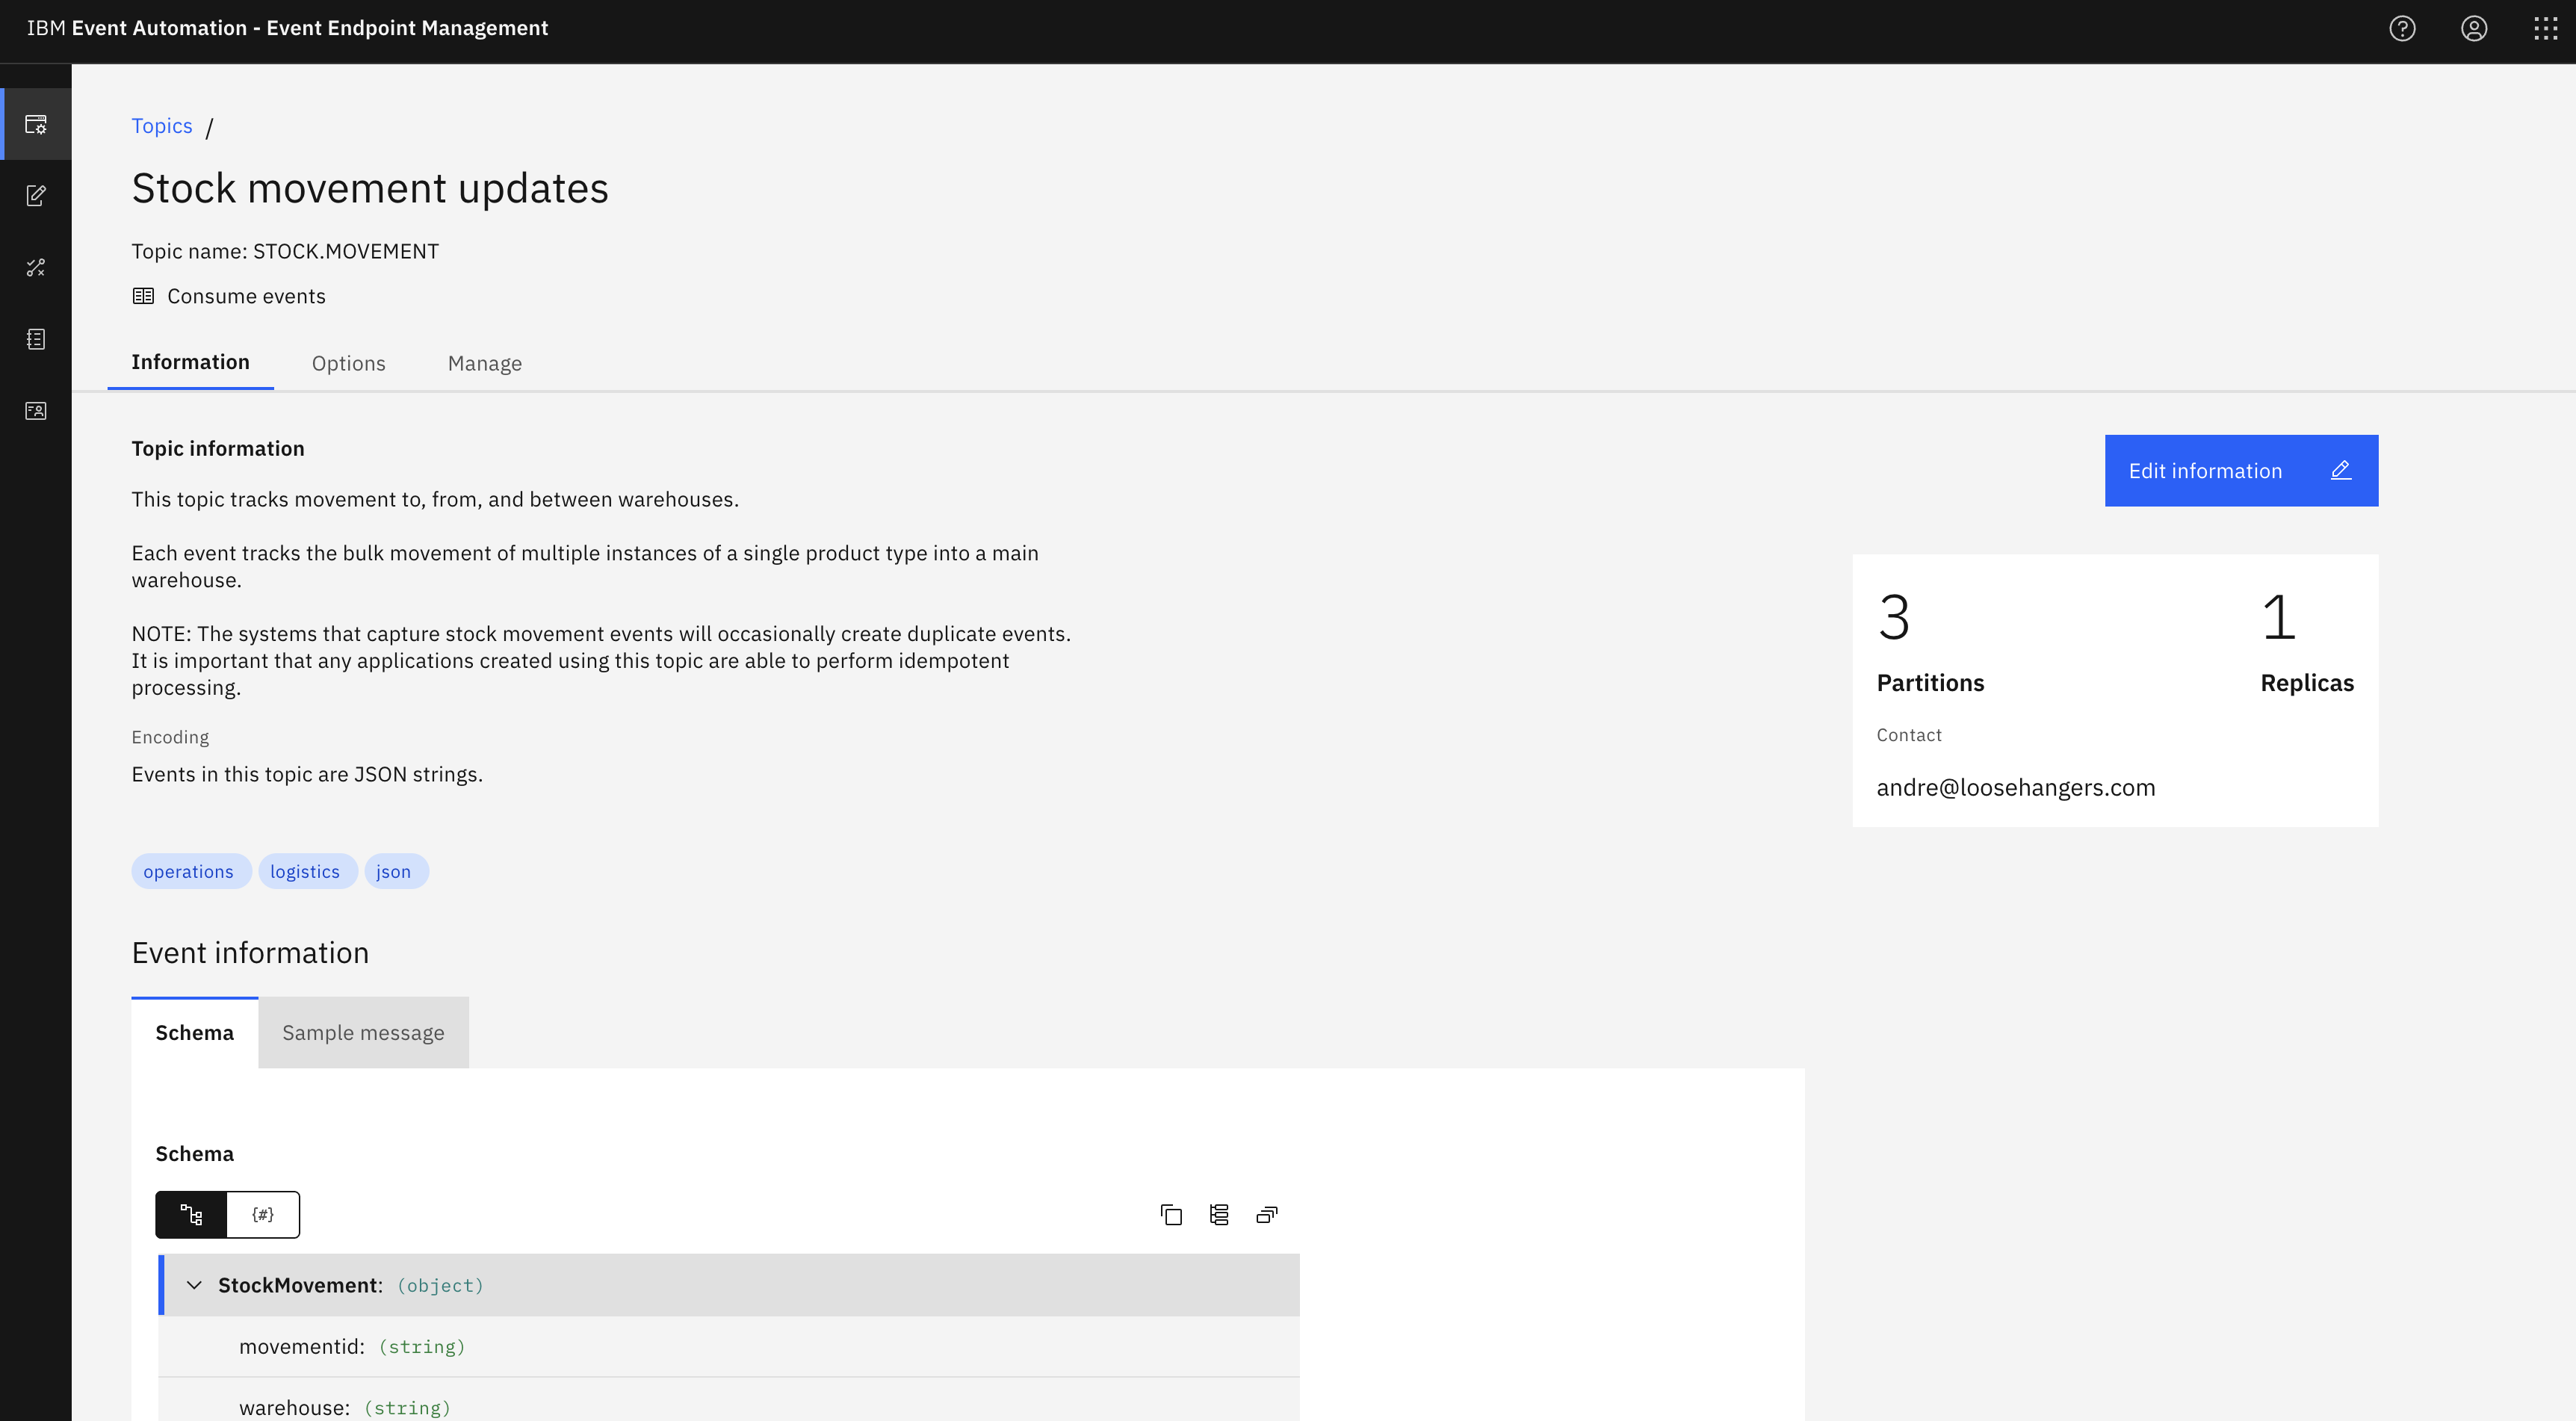 IBM Event Automation - Event Endpoint Management
Topics /
Stock movement updates
Topic name: STOCK.MOVEMENT
Consume events
Information Options Manage
Topic information
Edit information
This topic tracks movement to, from, and between warehouses.
Each event tracks the bulk movement of multiple instances of a single product type into a main
warehouse.
NOTE: The systems that capture stock movement events will occasionally create duplicate events.
It is important that any applications created using this topic are able to perform idempotent
processing.
3 1
Partitions Replicas
Contact
andre@loosehangers.com
Encoding
Events in this topic are JSON strings.
operations logistics json
Event information
Schema Sample message
Schema
{#}
StockMovement: (object)
movementid: (string)
warehouse: (string)